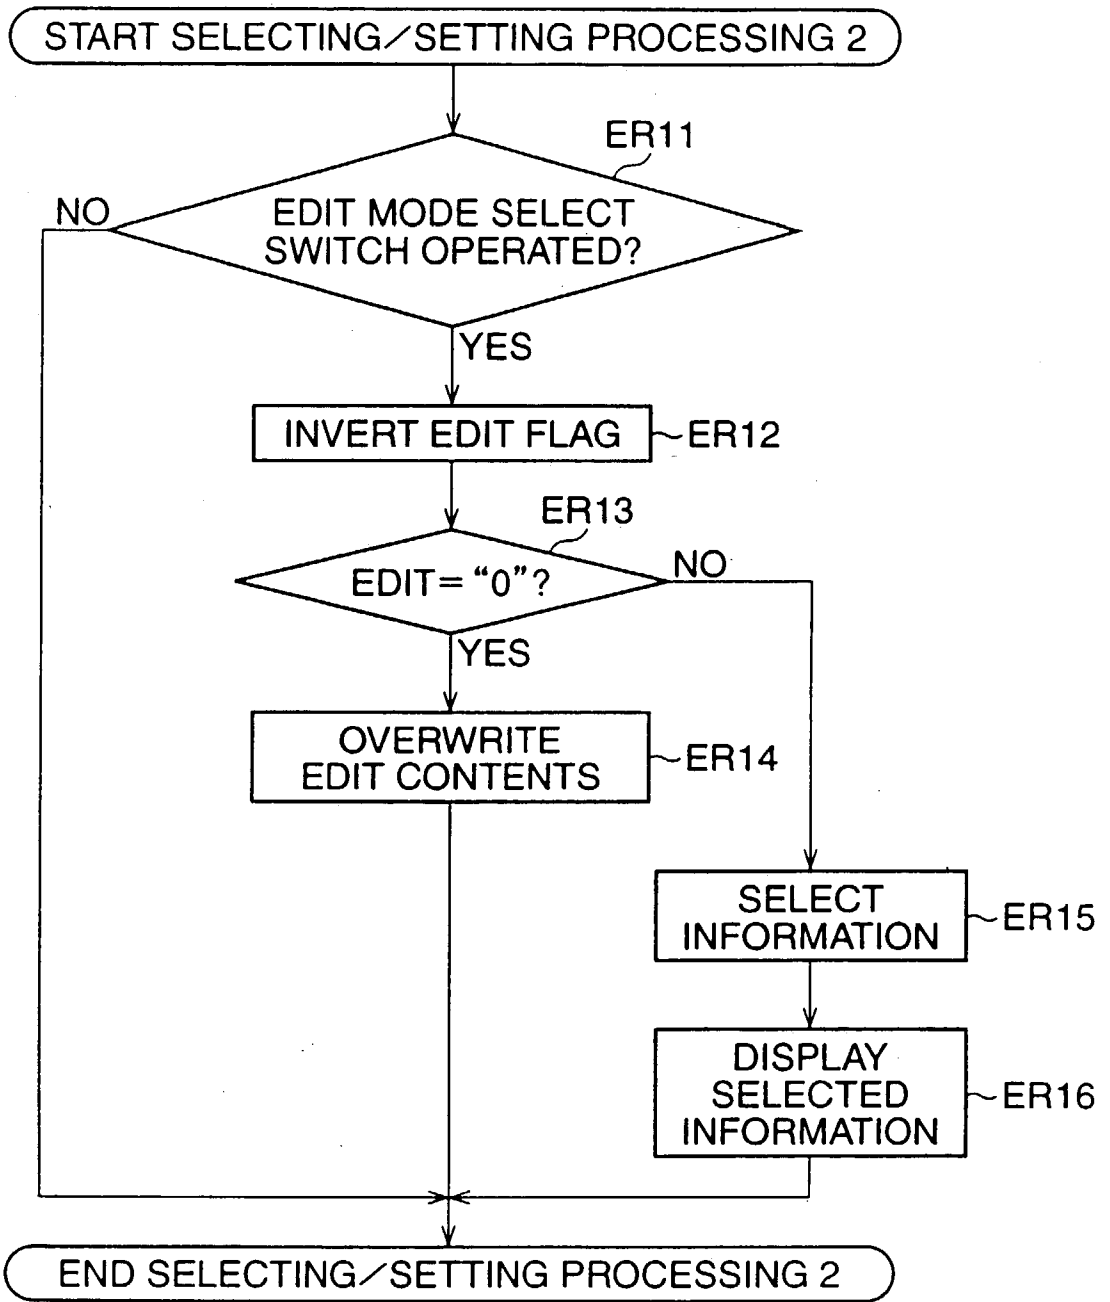 START SELECTING/SETTING PROCESSING 2
ER11
NO
EDIT MODE SELECT
SWITCH OPERATED?
YES
INVERT EDIT FLAG
ER12
ER13
EDIT= “0”?
NO
YES
OVERWRITE
EDIT CONTENTS
ER14
SELECT
INFORMATION
ER15
DISPLAY
SELECTED
INFORMATION
ER16
END SELECTING/SETTING PROCESSING 2